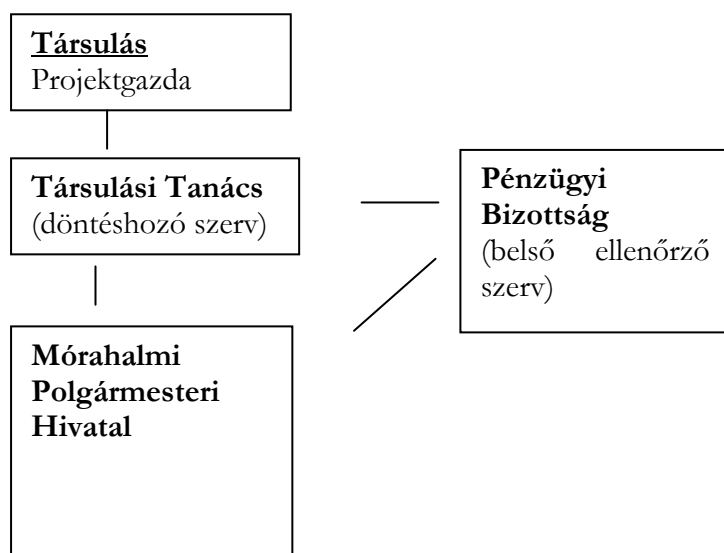 Társulás
Projektgazda
Társulási Tanács
(döntéshozó szerv)
Pénzügyi
Bizottság
(belső ellenőrző
szerv)
Mórahalmi
Polgármesteri
Hivatal